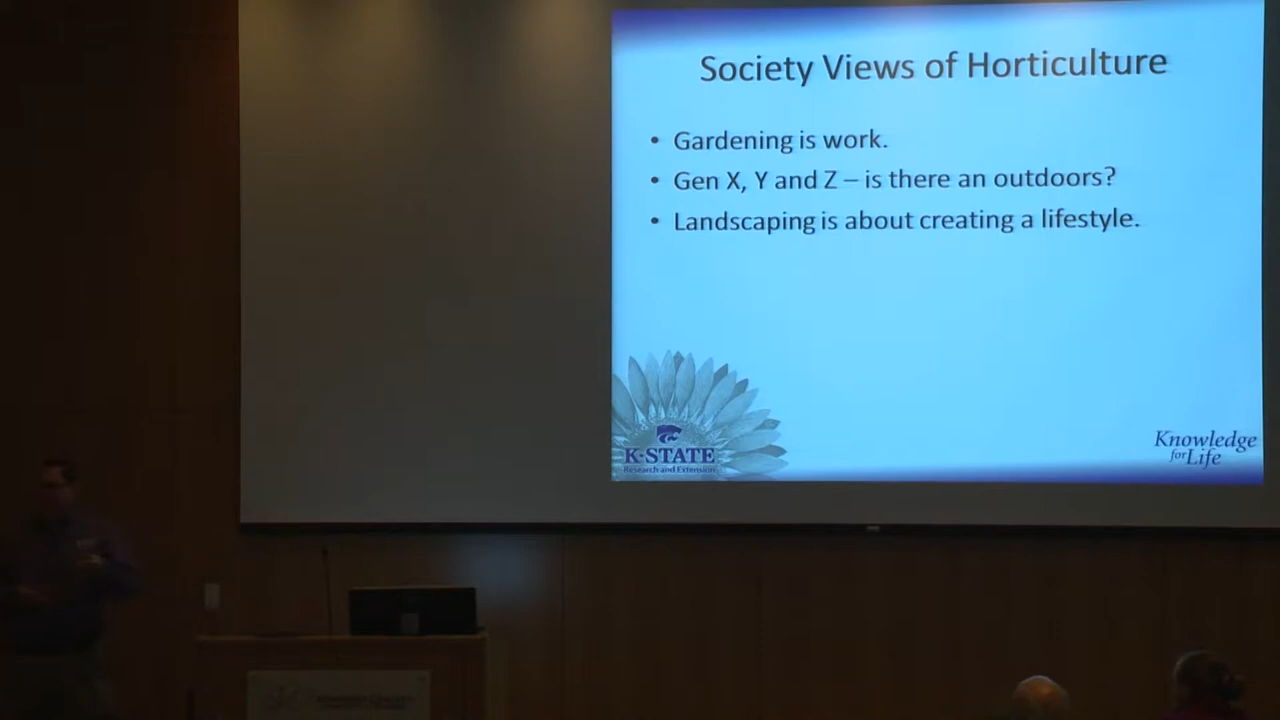 Society Views of Horticulture
• Gardening is work.
• Gen X, Y and Z – is there an outdoors?
• Landscaping is about creating a lifestyle.
K-STATE
Research and Extension
Knowledge
for Life